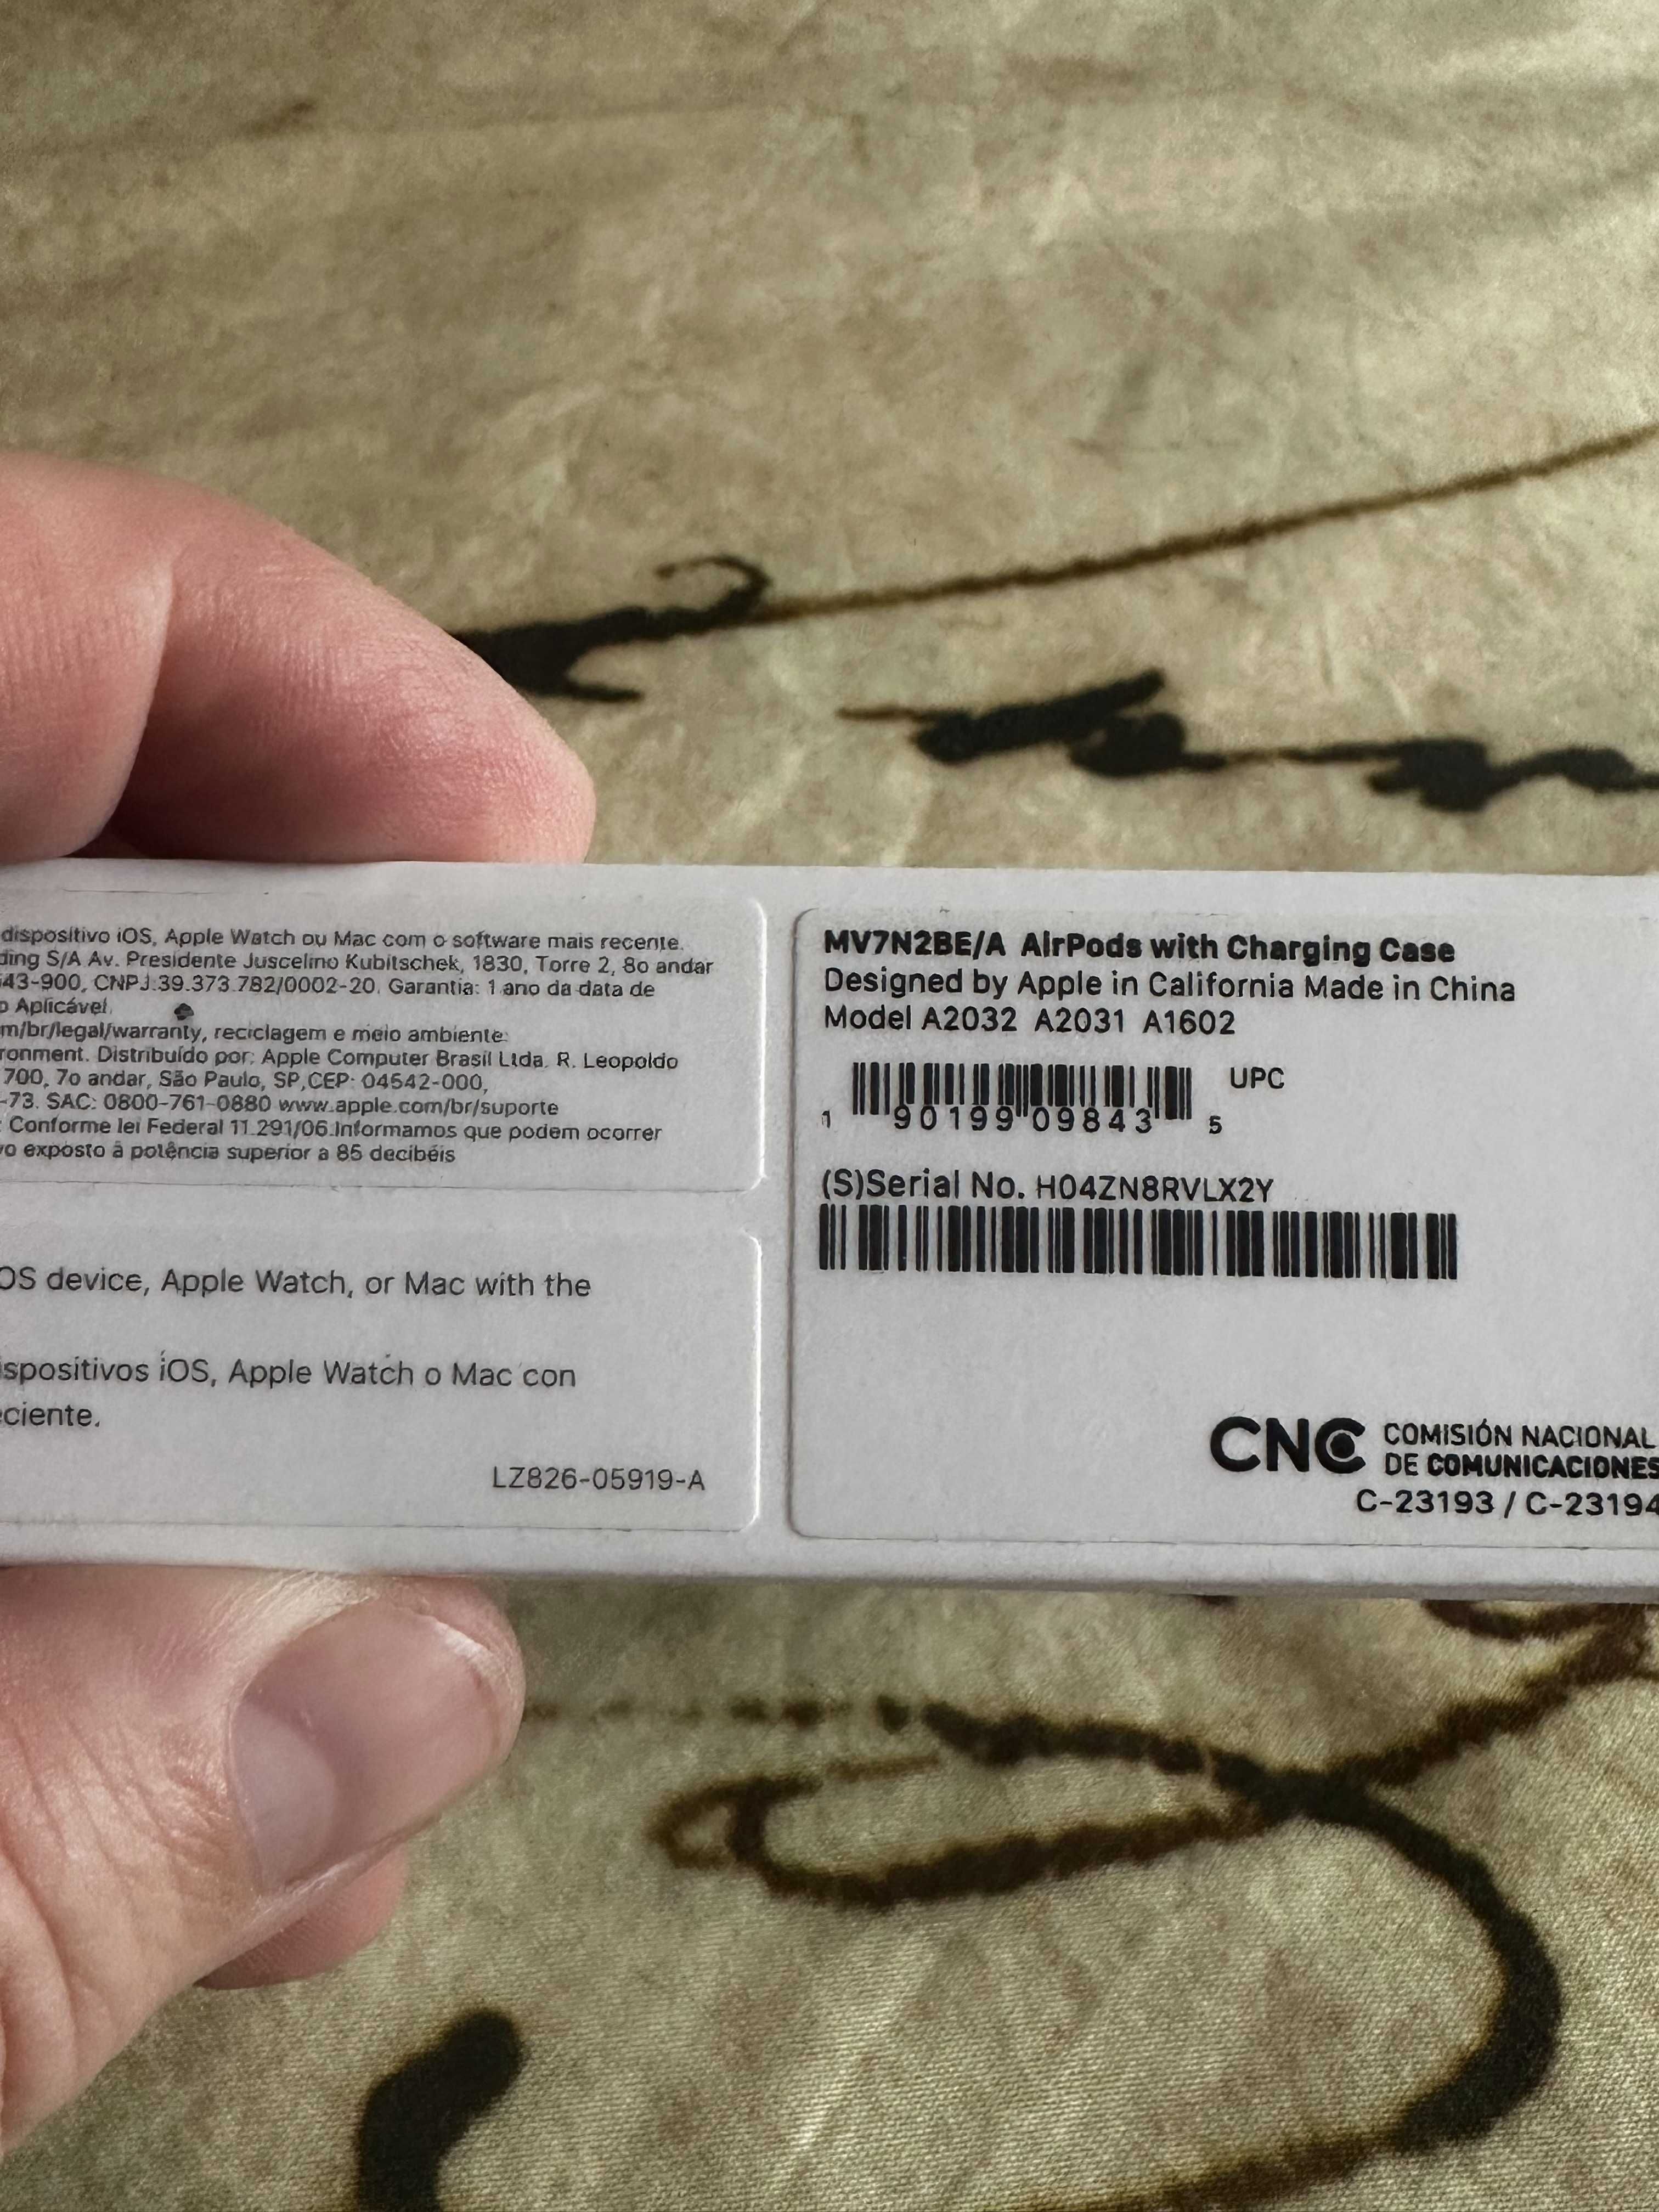 dispositivo iOS, Apple Watch ou Mac com o software mais recente.
ding S/A Av. Presidente Juscelino Kubitschek, 1830, Torre 2, 8o andar
43-900, CNPJ:39.373.782/0002-20. Garantia: 1 ano da data de
o Aplicável.
m/br/legal/warranty, reciclagem e meio ambiente:
ronment. Distribuído por: Apple Computer Brasil Ltda. R. Leopoldo
700, 7o andar, São Paulo, SP,CEP: 04542-000,
-73. SAC: 0800-761-0880 www.apple.com/br/suporte
: Conforme lei Federal 11.291/06.Informamos que podem ocorrer
vo exposto à potência superior a 85 decibéis
OS device, Apple Watch, or Mac with the
ispositivos iOS, Apple Watch o Mac con
eciente.
LZ826-05919-A
MV7N2BE/A AirPods with Charging Case
Designed by Apple in California Made in China
Model A2032 A2031 A1602
UPC
1 90199 09843 5
(S)Serial No. H04ZN8RVLX2Y
CNC COMISIÓN NACIONAL
DE COMUNICACIONES
C-23193 / C-23194